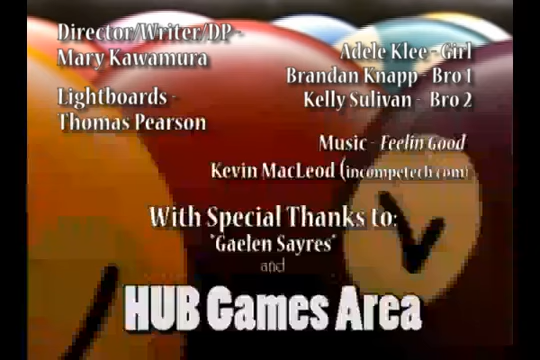 Director/Writer/DP -
Mary Kawamura
Lightboards -
Thomas Pearson
Adele Klee - Girl
Brandan Knapp - Bro 1
Kelly Sulivan - Bro 2
Music - Feelin Good
Kevin MacLeod (incompetech.com)
With Special Thanks to:
"Gaelen Sayres"
and
HUB Games Area